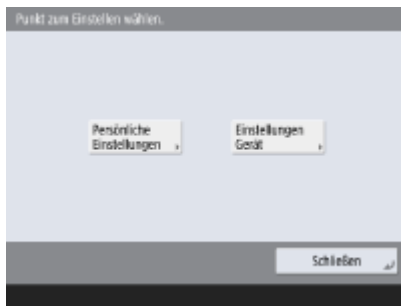 Punkt zum Einstellen wählen.
Persönliche
Einstellungen
Einstellungen
Gerät
Schließen